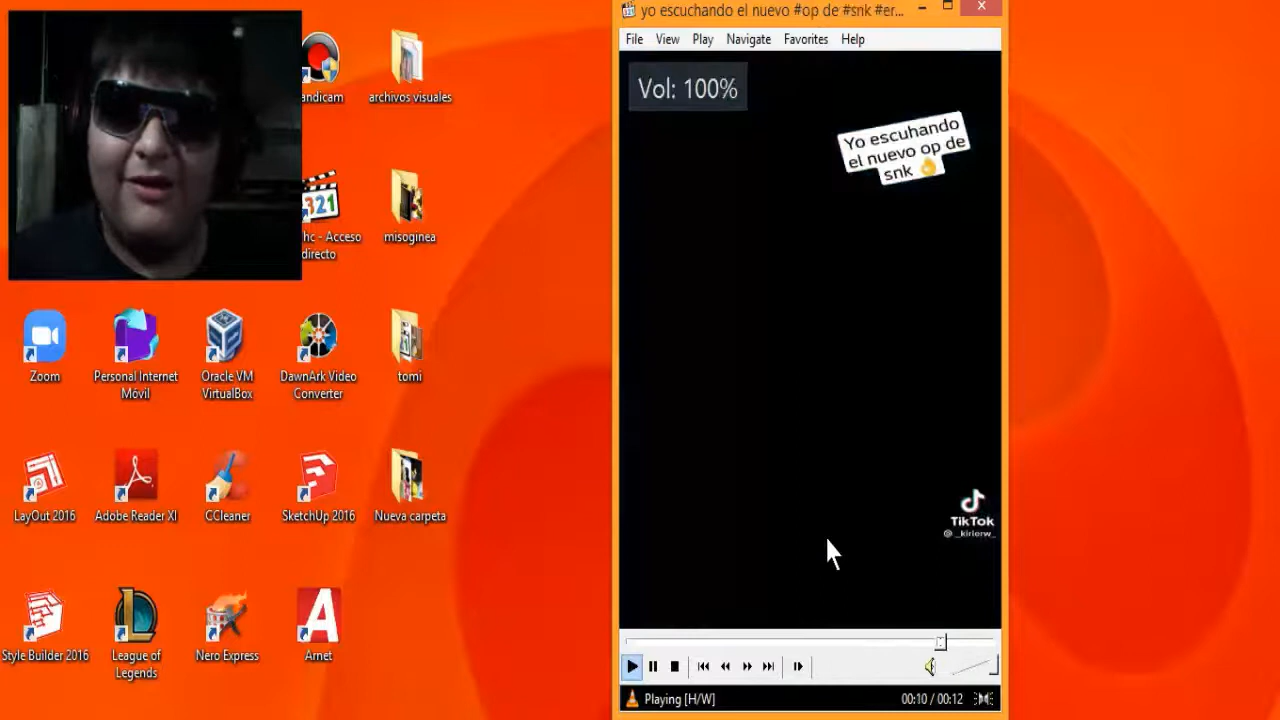 yo escuchando el nuevo #op de #snk #er...
File View Play Navigate Favorites Help
Vol: 100%
Yo escuhando
el nuevo op de
snk 👌
TikTok
@_kirierw_
andicam
archivos visuales
321
hc - Acceso
directo
misoginea
Zoom
Personal Internet
Móvil
Oracle VM
VirtualBox
DawnArk Video
Converter
tomi
LayOut 2016
Adobe Reader XI
CCleaner
SketchUp 2016
Nueva carpeta
Style Builder 2016
League of
Legends
Nero Express
Arnet
Playing [H/W]
00:10 / 00:12